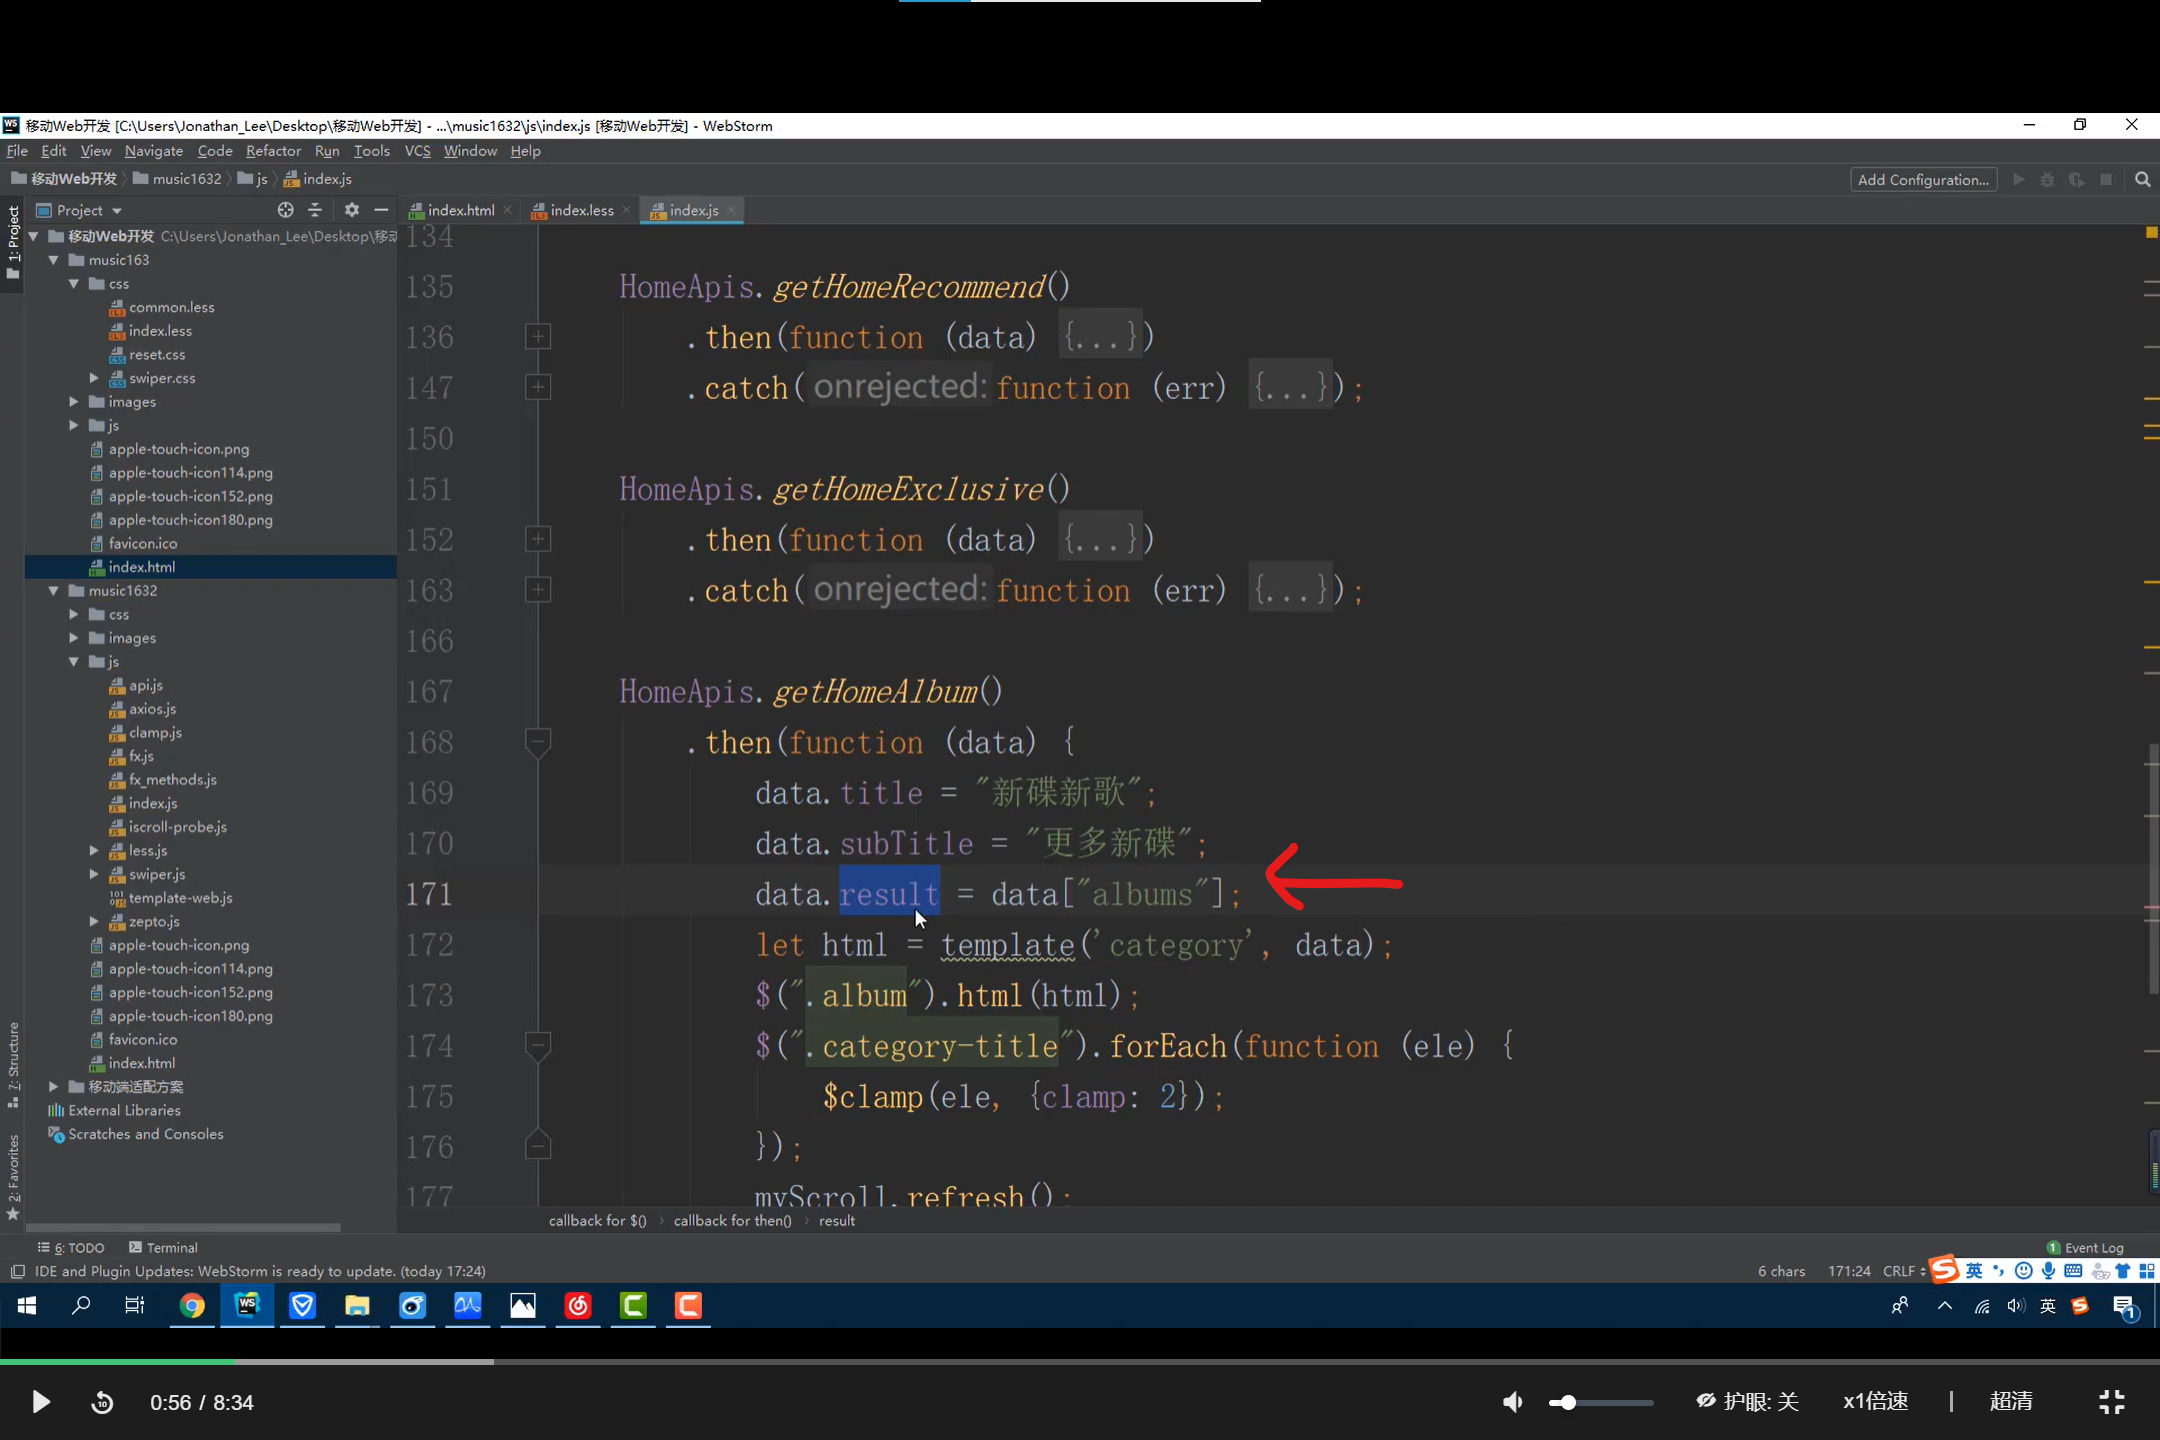 移动Web开发 [C:\Users\Jonathan_Lee\Desktop\移动Web开发] - ...\music1632\js\index.js [移动Web开发] - WebStorm
File Edit View Navigate Code Refactor Run Tools VCS Window Help
移动Web开发 music1632 js index.js
Add Configuration...
Project
index.html index.less index.js
1: Project
移动Web开发 C:\Users\Jonathan_Lee\Desktop\移动
music163
css
common.less
index.less
reset.css
swiper.css
images
js
apple-touch-icon.png
apple-touch-icon114.png
apple-touch-icon152.png
apple-touch-icon180.png
favicon.ico
index.html
music1632
css
images
js
api.js
axios.js
clamp.js
fx.js
fx_methods.js
index.js
iscroll-probe.js
less.js
swiper.js
template-web.js
zepto.js
apple-touch-icon.png
apple-touch-icon114.png
apple-touch-icon152.png
apple-touch-icon180.png
favicon.ico
index.html
移动端适配方案
External Libraries
Scratches and Consoles
7: Structure
2: Favorites
134
135 HomeApis.getHomeRecommend()
136 .then(function (data) {...})
147 .catch( onrejected: function (err) {...});
150
151 HomeApis.getHomeExclusive()
152 .then(function (data) {...})
163 .catch( onrejected: function (err) {...});
166
167 HomeApis.getHomeAlbum()
168 .then(function (data) {
169 data.title = "新碟新歌";
170 data.subTitle = "更多新碟";
171 data.result = data["albums"];
172 let html = template('category', data);
173 $(".album").html(html);
174 $(".category-title").forEach(function (ele) {
175 $clamp(ele, {clamp: 2});
176 });
177 myScroll.refresh();
callback for $() callback for then() result
6: TODO Terminal
1 Event Log
IDE and Plugin Updates: WebStorm is ready to update. (today 17:24)
6 chars 171:24 CRLF
英
英
1
10
0:56 / 8:34
护眼: 关 x1倍速 | 超清